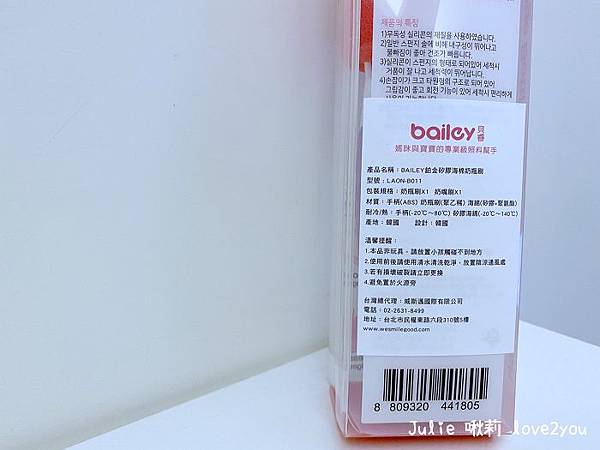 제품의 특징
1)무독성 실리콘의 재질을 사용하였습니다.
2)일반 스펀지 솔에 비해 내구성이 뛰어나고
물빠짐이 좋아 건조가 빠릅니다.
3)실리콘이 스펀지의 형태로 되어있어 세척시
거품이 잘 나고 세척력이 뛰어납니다.
4)손잡이가 크고 타원형의 구조로 되어 있어
그립감이 좋고 회전 기능이 있어 세척시 편리하게
bailey 貝睿
媽咪與寶寶的專業級照料幫手
產品名稱：BAILEY鉑金矽膠海棉奶瓶刷
型號：LAON-B011
包裝規格：奶瓶刷X1 奶嘴刷X1
材質：手柄(ABS) 奶瓶刷(聚乙稀) 海綿(矽膠+聚氨酯)
耐冷/熱：手柄(-20℃~80℃) 矽膠海綿(-20℃~140℃)
產地：韓國 設計：韓國
溫馨提醒：
1.本品非玩具，請放置小孩觸碰不到地方
2.使用前後請使用清水清洗乾淨，放置陰涼通風處
3.若有損壞破裂請立即更換
4.避免置於火源旁
台灣總代理：威斯邁國際有限公司
電話：02-2631-8499
地址：台北市民權東路六段310號5樓
www.wesmilegood.com
8 809320 441805
Julie 啾莉_love2you